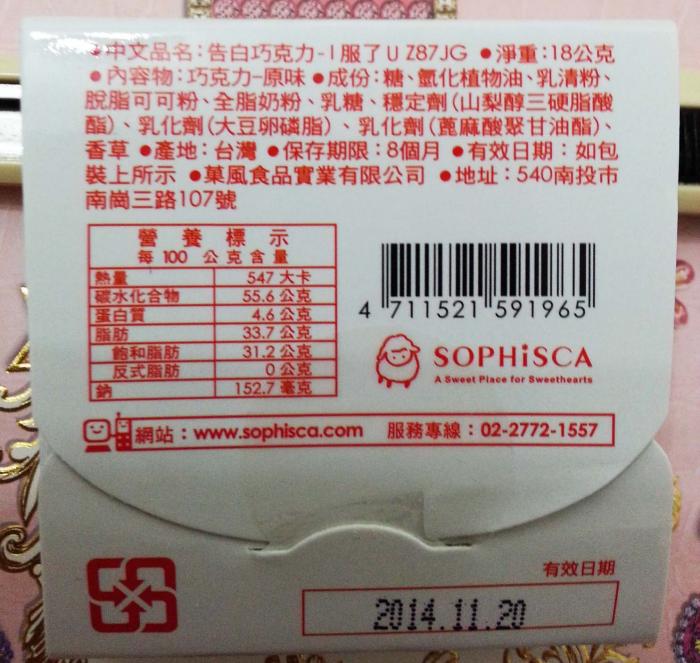 ●中文品名：告白巧克力-I服了U Z87JG ●淨重：18公克
●內容物：巧克力-原味 ●成份：糖、氫化植物油、乳清粉、
脫脂可可粉、全脂奶粉、乳糖、穩定劑(山梨醇三硬脂酸
酯)、乳化劑(大豆卵磷脂)、乳化劑(蓖麻酸聚甘油酯)、
香草 ●產地：台灣 ●保存期限：8個月 ●有效日期：如包
裝上所示 ●菓風食品實業有限公司 ●地址：540南投市
南崗三路107號
營養標示
每 100 公克含量
熱量 547 大卡
碳水化合物 55.6 公克
蛋白質 4.6 公克
脂肪 33.7 公克
飽和脂肪 31.2 公克
反式脂肪 0 公克
鈉 152.7 毫克
4 711521 591965
SOPHiSCA
A Sweet Place for Sweethearts
網站：www.sophisca.com 服務專線：02-2772-1557
有效日期
2014.11.20